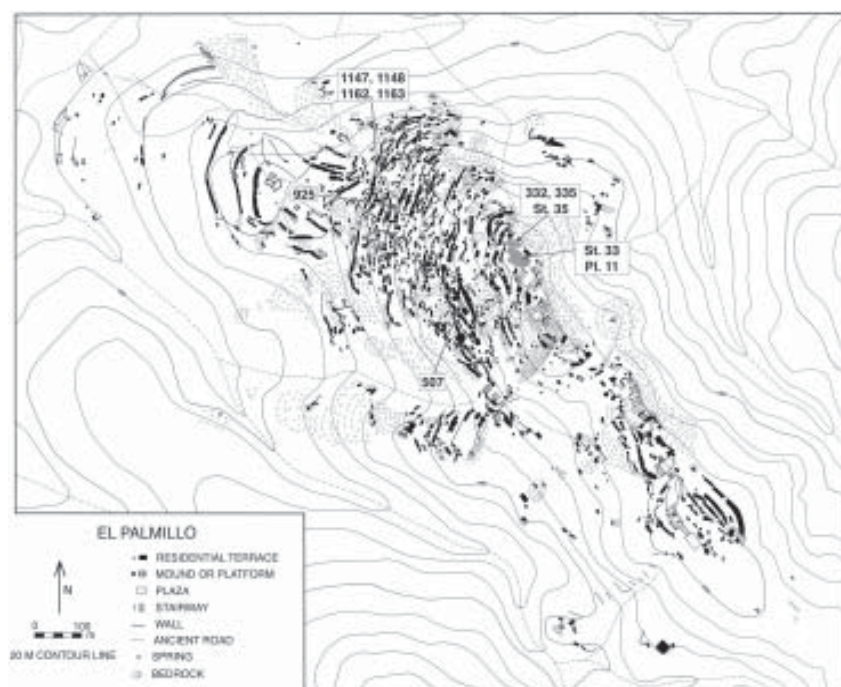 1147, 1148
1162, 1163
925
332, 335
St. 35
St. 33
Pl. 11
507
EL PALMILLO
RESIDENTIAL TERRACE
MOUND OR PLATFORM
PLAZA
STAIRWAY
WALL
ANCIENT ROAD
SPRING
BEDROCK
N
0 100
m
20 M CONTOUR LINE